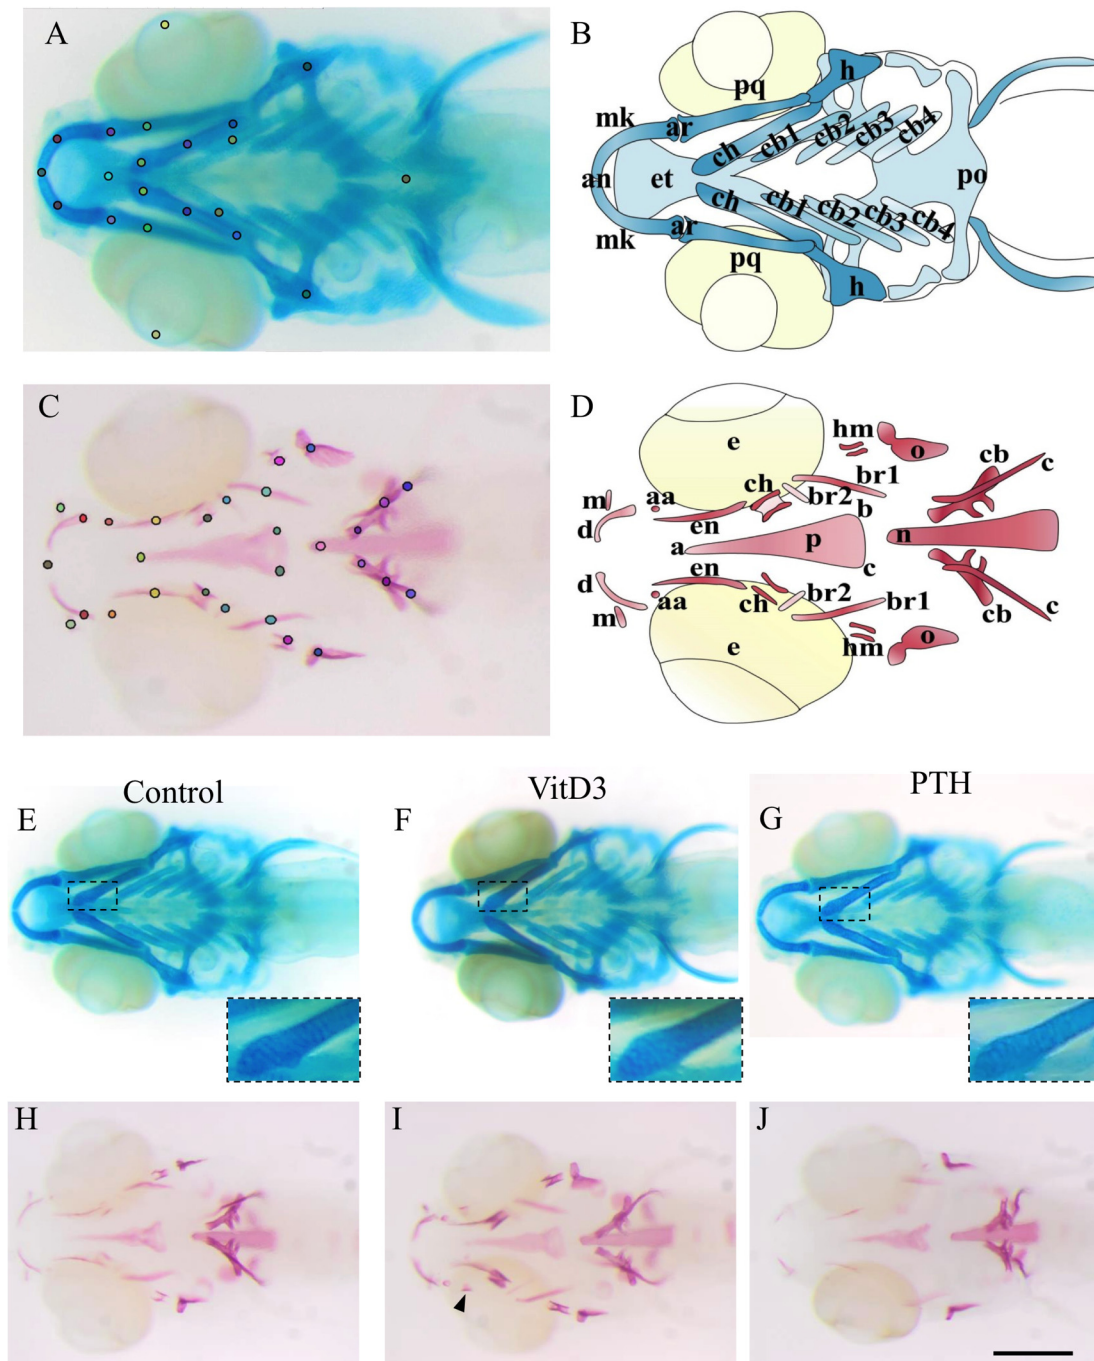 A
B
h
pq
mk
ar
cb1
cb2
cb3
cb4
ch
an
et
po
ch
cb1
cb2
cb3
cb4
ar
mk
pq
h
C
D
e
hm
o
cb
c
m
aa
ch
br1
br2
d
en
b
a
p
n
en
c
d
aa
ch
br2
br1
m
cb
c
hm
o
e
Control
VitD3
PTH
E
F
G
H
I
J